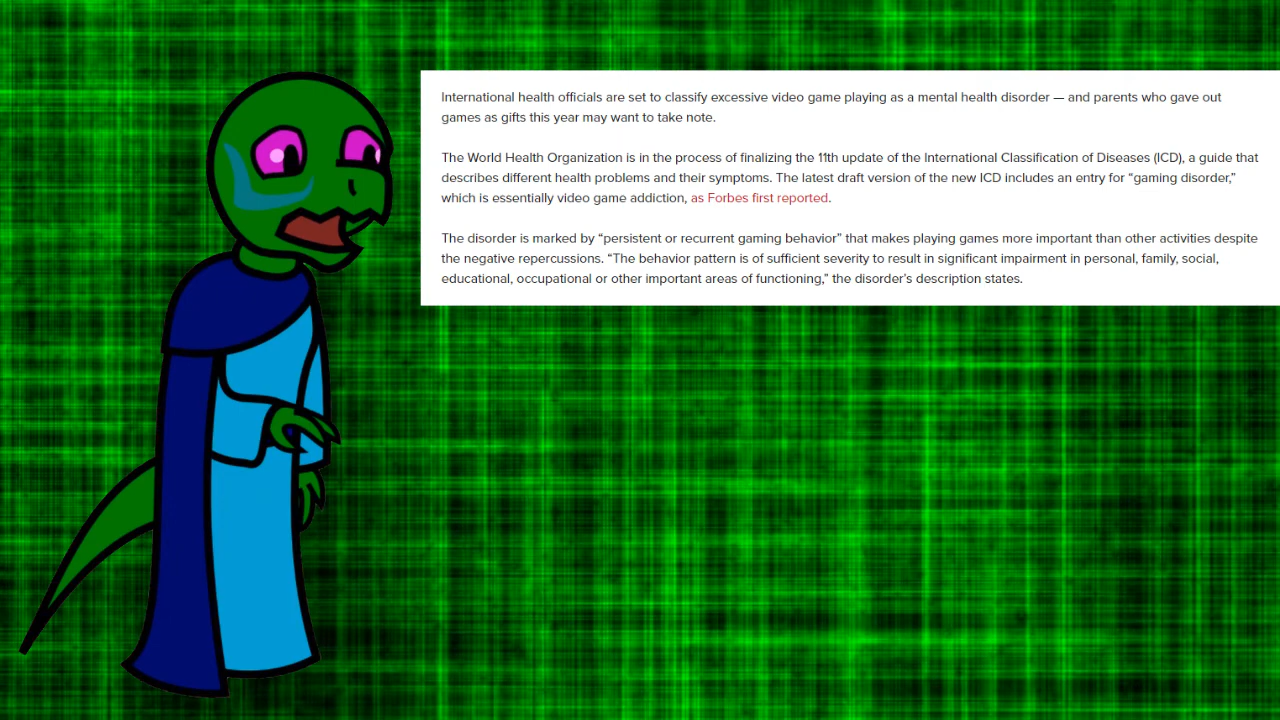 International health officials are set to classify excessive video game playing as a mental health disorder — and parents who gave out
games as gifts this year may want to take note.
The World Health Organization is in the process of finalizing the 11th update of the International Classification of Diseases (ICD), a guide that
describes different health problems and their symptoms. The latest draft version of the new ICD includes an entry for “gaming disorder,”
which is essentially video game addiction, as Forbes first reported.
The disorder is marked by “persistent or recurrent gaming behavior” that makes playing games more important than other activities despite
the negative repercussions. “The behavior pattern is of sufficient severity to result in significant impairment in personal, family, social,
educational, occupational or other important areas of functioning,” the disorder’s description states.